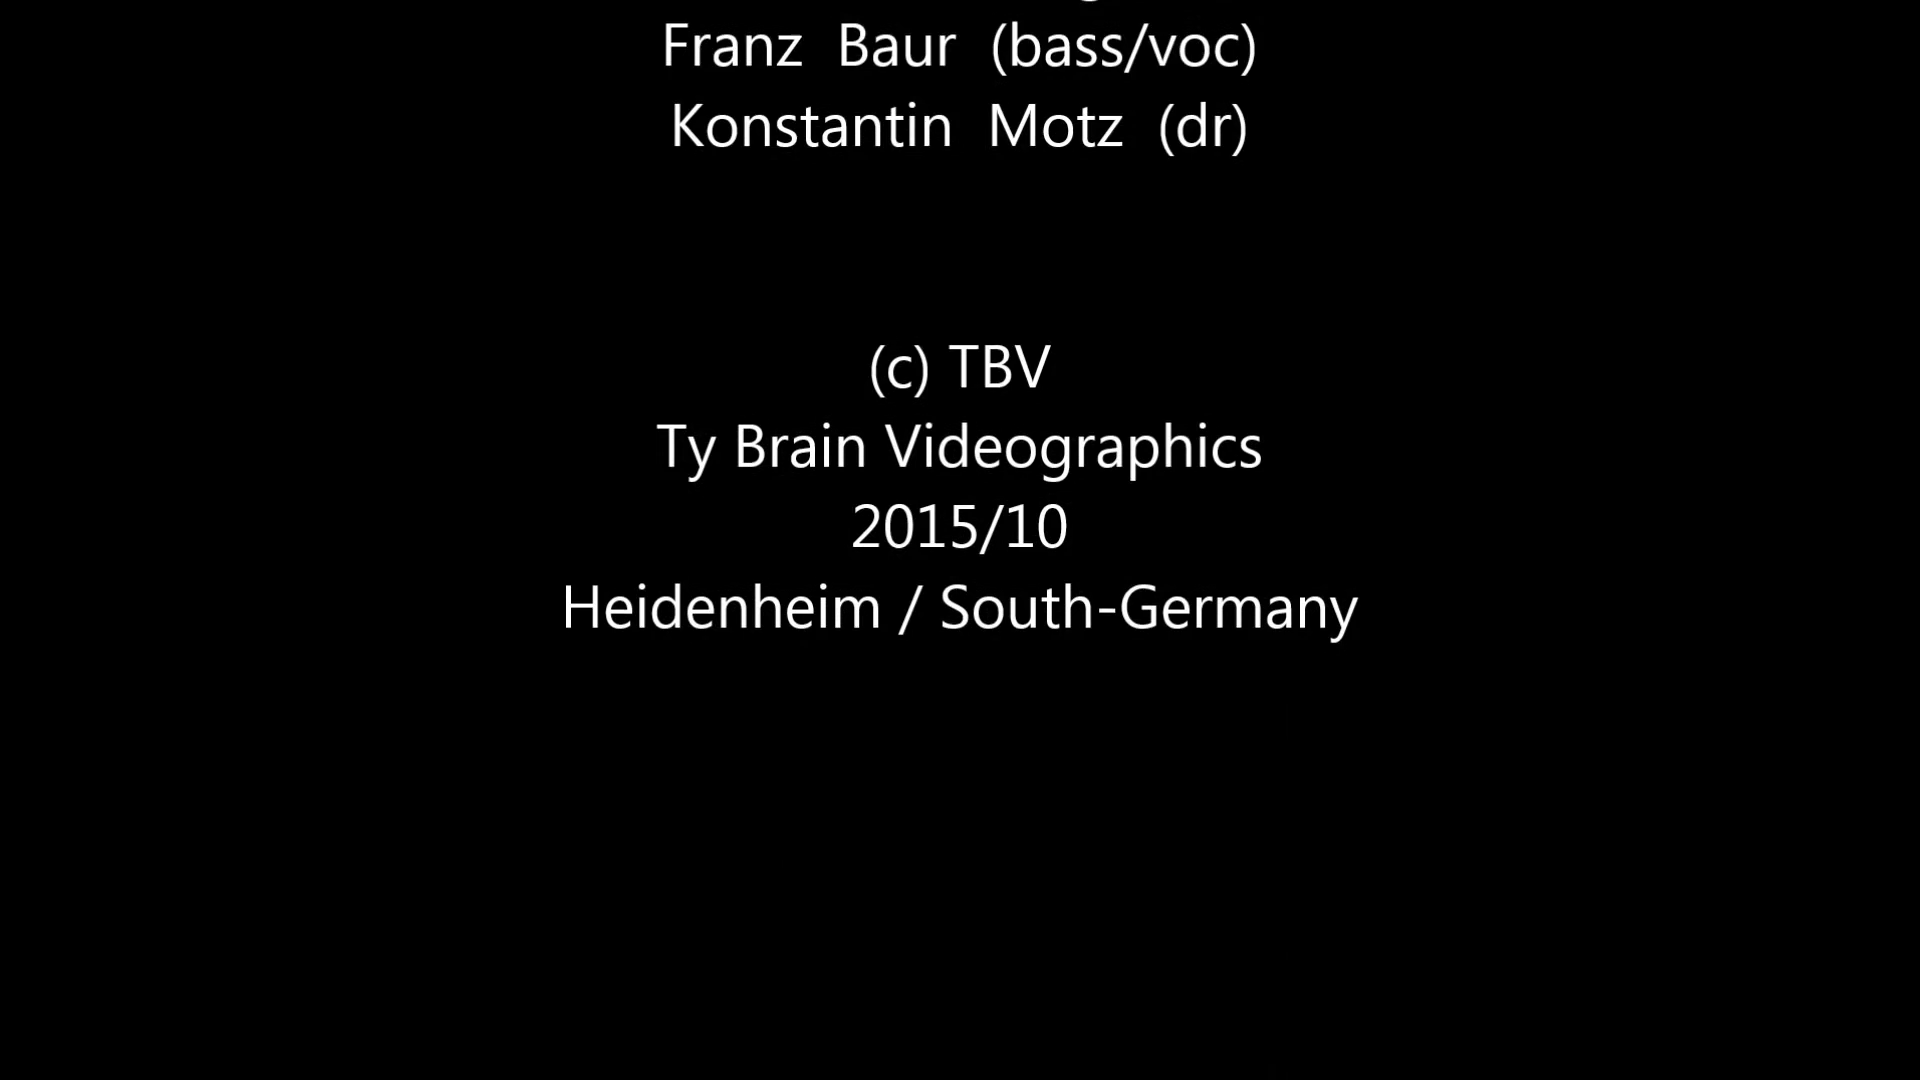 Franz Baur (bass/voc)
Konstantin Motz (dr)
(c) TBV
Ty Brain Videographics
2015/10
Heidenheim / South-Germany